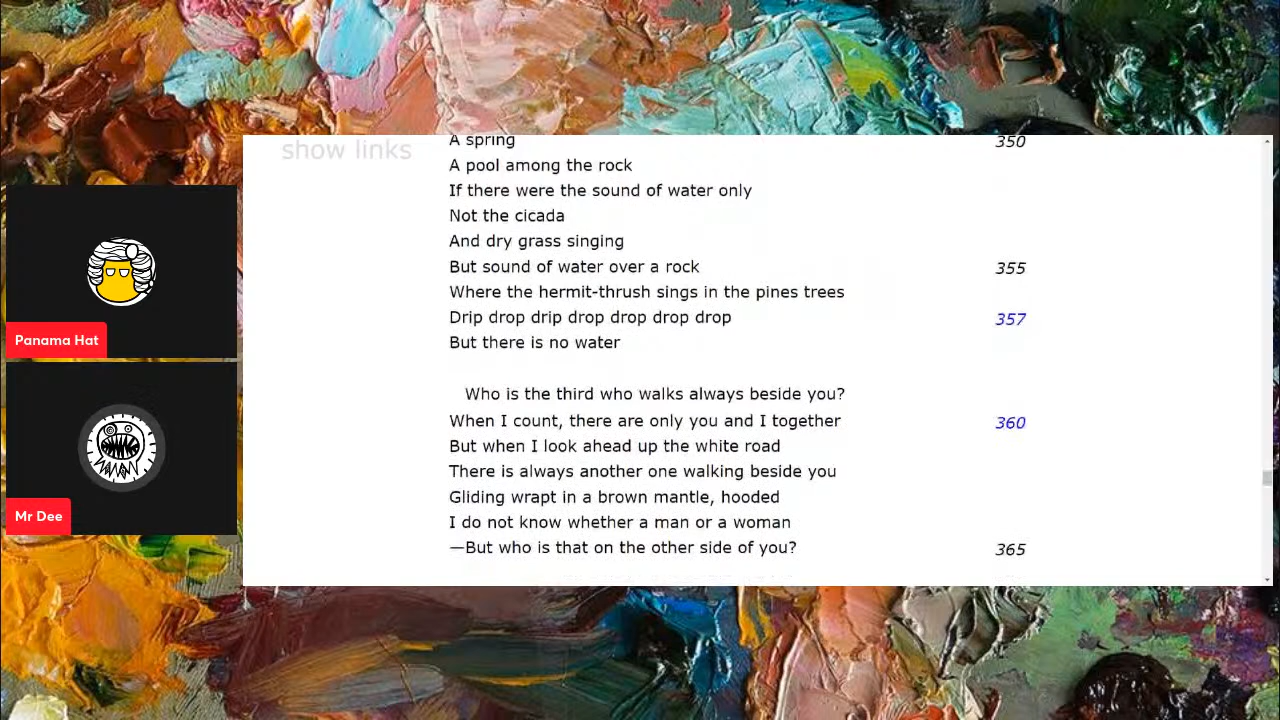 show links
A spring 350
A pool among the rock
If there were the sound of water only
Not the cicada
And dry grass singing
But sound of water over a rock 355
Where the hermit-thrush sings in the pines trees
Drip drop drip drop drop drop drop 357
But there is no water
Who is the third who walks always beside you?
When I count, there are only you and I together 360
But when I look ahead up the white road
There is always another one walking beside you
Gliding wrapt in a brown mantle, hooded
I do not know whether a man or a woman
—But who is that on the other side of you? 365
Panama Hat
Mr Dee